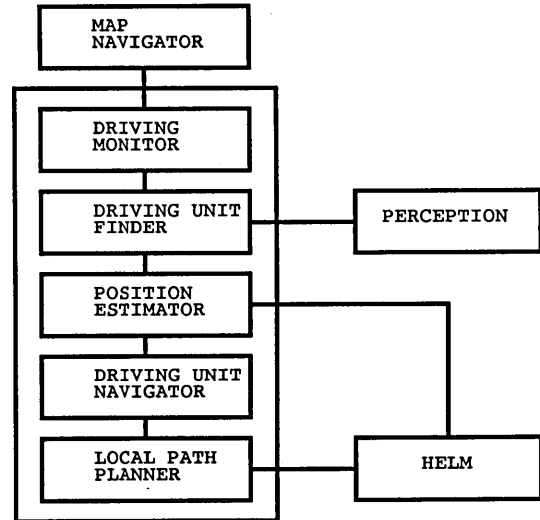 MAP
NAVIGATOR
DRIVING
MONITOR
DRIVING UNIT
FINDER
PERCEPTION
POSITION
ESTIMATOR
DRIVING UNIT
NAVIGATOR
LOCAL PATH
PLANNER
HELM